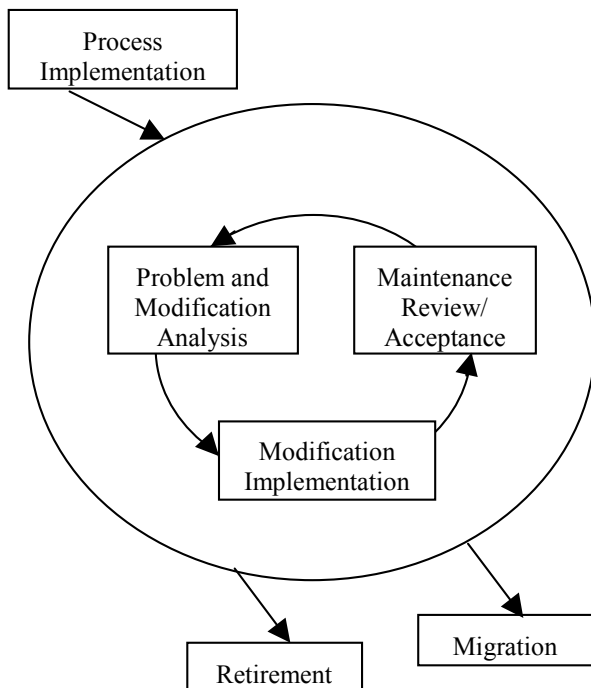 Process
Implementation
Problem and
Modification
Analysis
Maintenance
Review/
Acceptance
Modification
Implementation
Migration
Retirement